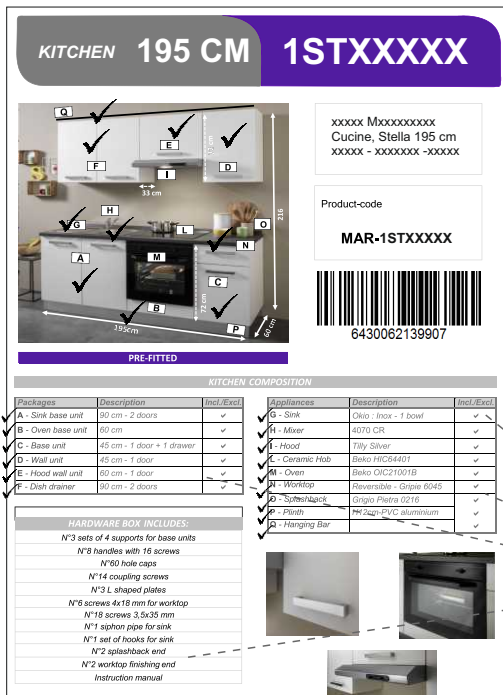 KITCHEN 195 CM 1STXXXXX
Q
E
F
D
I
33 cm
216
xxxxx Mxxxxxxxxx
Cucine, Stella 195 cm
xxxxx - xxxxxxx -xxxxx
Product-code
MAR-1STXXXXX
H
G
O
L
N
A
M
C
72 cm
B
195cm
60 cm
P
6430062139907
PRE-FITTED
KITCHEN COMPOSITION
Packages Description Incl./Excl.
A - Sink base unit 90 cm - 2 doors
B - Oven base unit 60 cm
C - Base unit 45 cm - 1 door + 1 drawer
D - Wall unit 45 cm - 1 door
E - Hood wall unit 60 cm - 1 door
F - Dish drainer 90 cm - 2 doors
Appliances Description Incl./Excl.
G - Sink Okio : Inox - 1 bowl
H - Mixer 4070 CR
I - Hood Tilly Silver
L - Ceramic Hob Beko HIC64401
M - Oven Beko OIC21001B
N - Worktop Reversible - Gripie 6045
O - Splashback Grigio Pietra 0216
P - Plinth H12cm-PVC aluminium
Q - Hanging Bar
HARDWARE BOX INCLUDES:
N°3 sets of 4 supports for base units
N°8 handles with 16 screws
N°60 hole caps
N°14 coupling screws
N°3 L shaped plates
N°6 screws 4x18 mm for worktop
N°18 screws 3,5x35 mm
N°1 siphon pipe for sink
N°1 set of hooks for sink
N°2 splashback end
N°2 worktop finishing end
Instruction manual